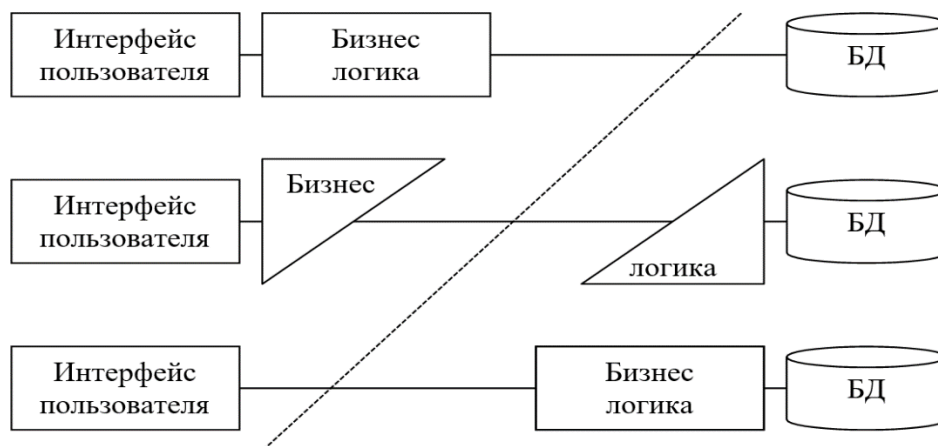 Интерфейс
пользователя
Бизнес
логика
БД
Интерфейс
пользователя
Бизнес
логика
БД
Интерфейс
пользователя
Бизнес
логика
БД